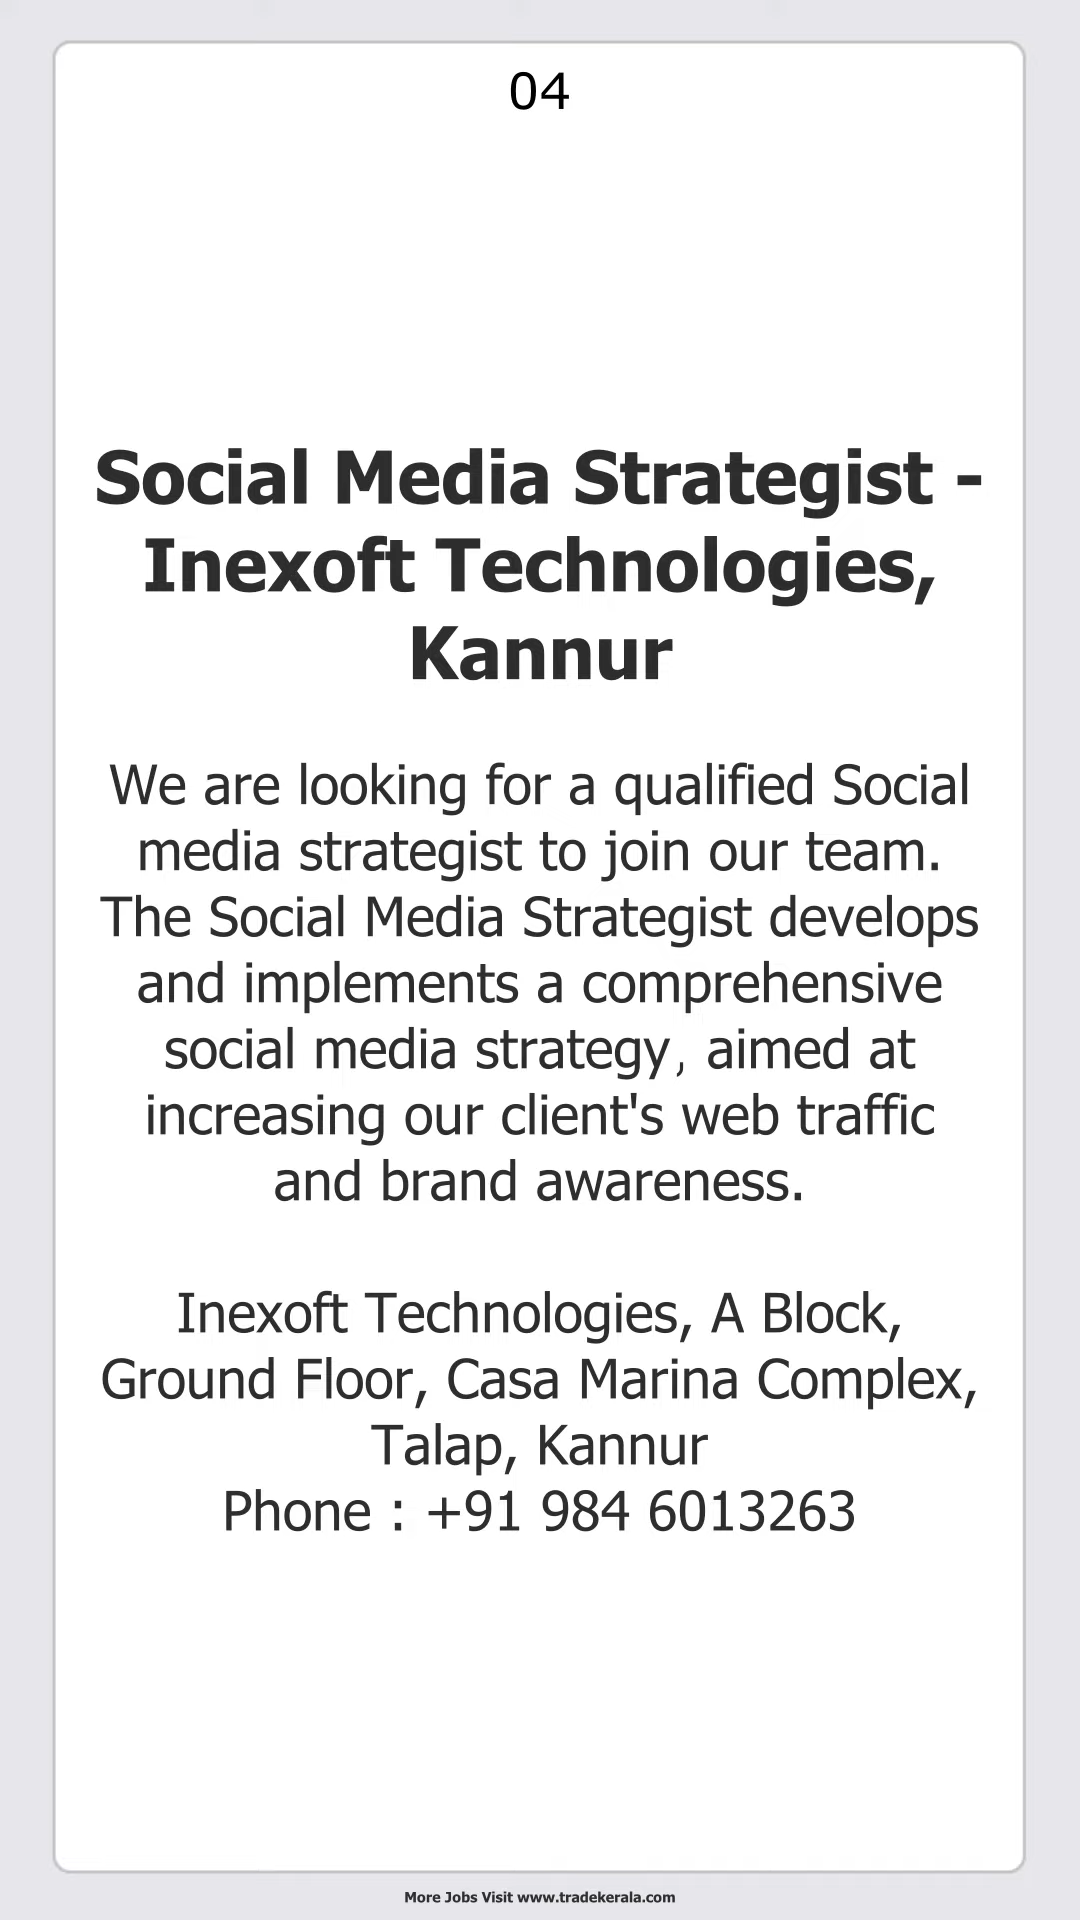 04
Social Media Strategist -
Inexoft Technologies,
Kannur
We are looking for a qualified Social
media strategist to join our team.
The Social Media Strategist develops
and implements a comprehensive
social media strategy, aimed at
increasing our client's web traffic
and brand awareness.
Inexoft Technologies, A Block,
Ground Floor, Casa Marina Complex,
Talap, Kannur
Phone : +91 984 6013263
More Jobs Visit www.tradekerala.com